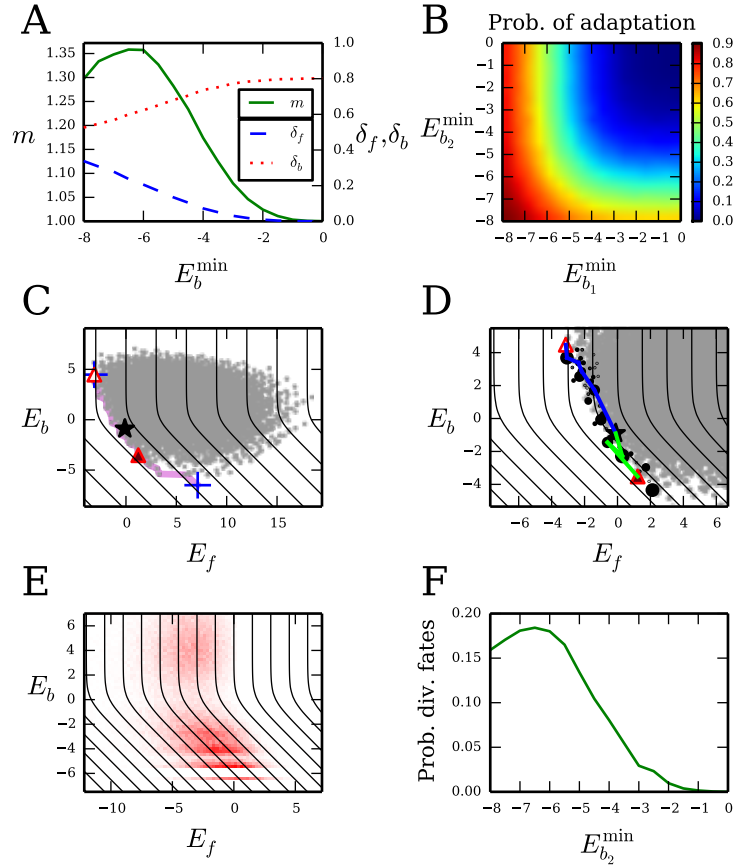 A
1.35
1.30
1.25
1.20
1.15
1.10
1.05
1.00
m
−8 −6 −4 −2 0
E_b^min
1.0
0.8
0.6
0.4
0.2
0.0
δ_f, δ_b
m
δ_f
δ_b
B
Prob. of adaptation
0
−1
−2
−3
−4
−5
−6
−7
−8
E_b₂^min
−8 −7 −6 −5 −4 −3 −2 −1 0
E_b₁^min
0.9
0.8
0.7
0.6
0.5
0.4
0.3
0.2
0.1
0.0
C
5
0
−5
E_b
0 5 10 15
E_f
D
4
2
0
−2
−4
E_b
−6 −4 −2 0 2 4 6
E_f
E
6
4
2
0
−2
−4
−6
E_b
−10 −5 0 5
E_f
F
Prob. div. fates
0.20
0.15
0.10
0.05
0.00
−8 −7 −6 −5 −4 −3 −2 −1 0
E_b₂^min